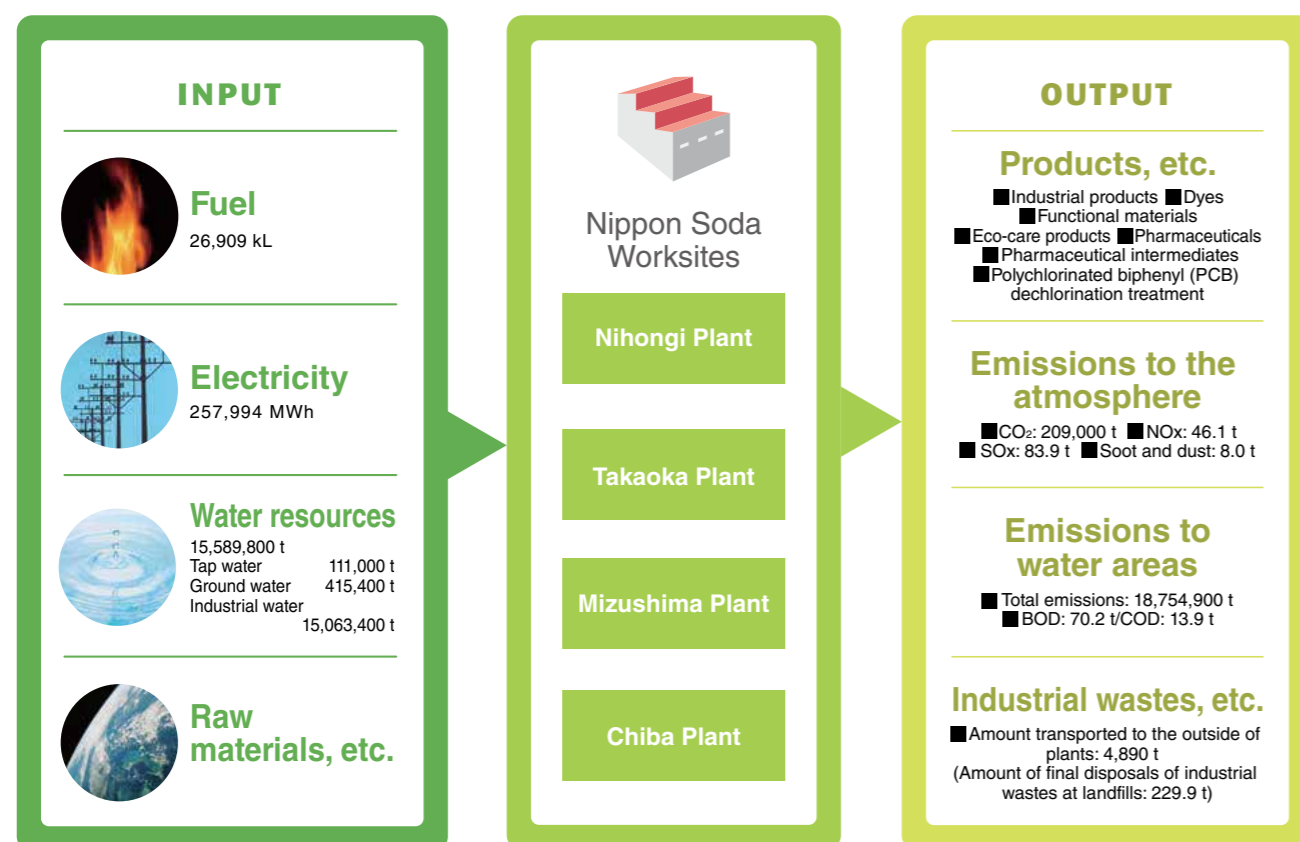 INPUT
Fuel
26,909 kL
Electricity
257,994 MWh
Water resources
15,589,800 t
Tap water 111,000 t
Ground water 415,400 t
Industrial water
15,063,400 t
Raw
materials, etc.
Nippon Soda
Worksites
Nihongi Plant
Takaoka Plant
Mizushima Plant
Chiba Plant
OUTPUT
Products, etc.
■Industrial products ■Dyes
■Functional materials
■Eco-care products ■Pharmaceuticals
■Pharmaceutical intermediates
■Polychlorinated biphenyl (PCB)
dechlorination treatment
Emissions to the
atmosphere
■CO₂: 209,000 t ■NOx: 46.1 t
■ SOx: 83.9 t ■Soot and dust: 8.0 t
Emissions to
water areas
■ Total emissions: 18,754,900 t
■ BOD: 70.2 t/COD: 13.9 t
Industrial wastes, etc.
■Amount transported to the outside of
plants: 4,890 t
(Amount of final disposals of industrial
wastes at landfills: 229.9 t)